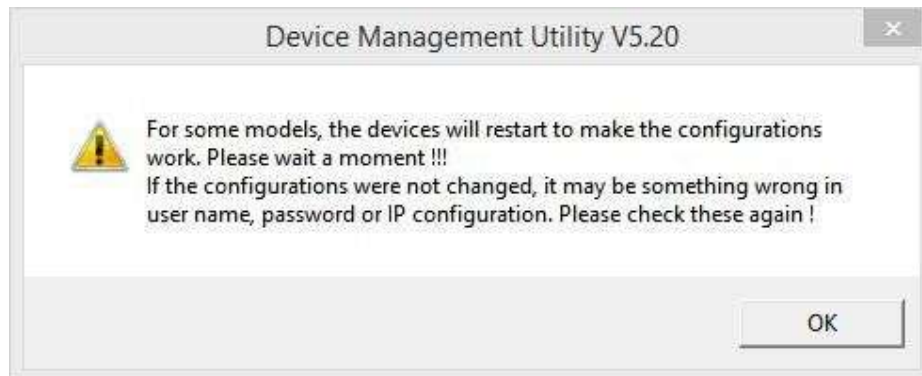 Device Management Utility V5.20
For some models, the devices will restart to make the configurations
work. Please wait a moment !!!
If the configurations were not changed, it may be something wrong in
user name, password or IP configuration. Please check these again !
OK